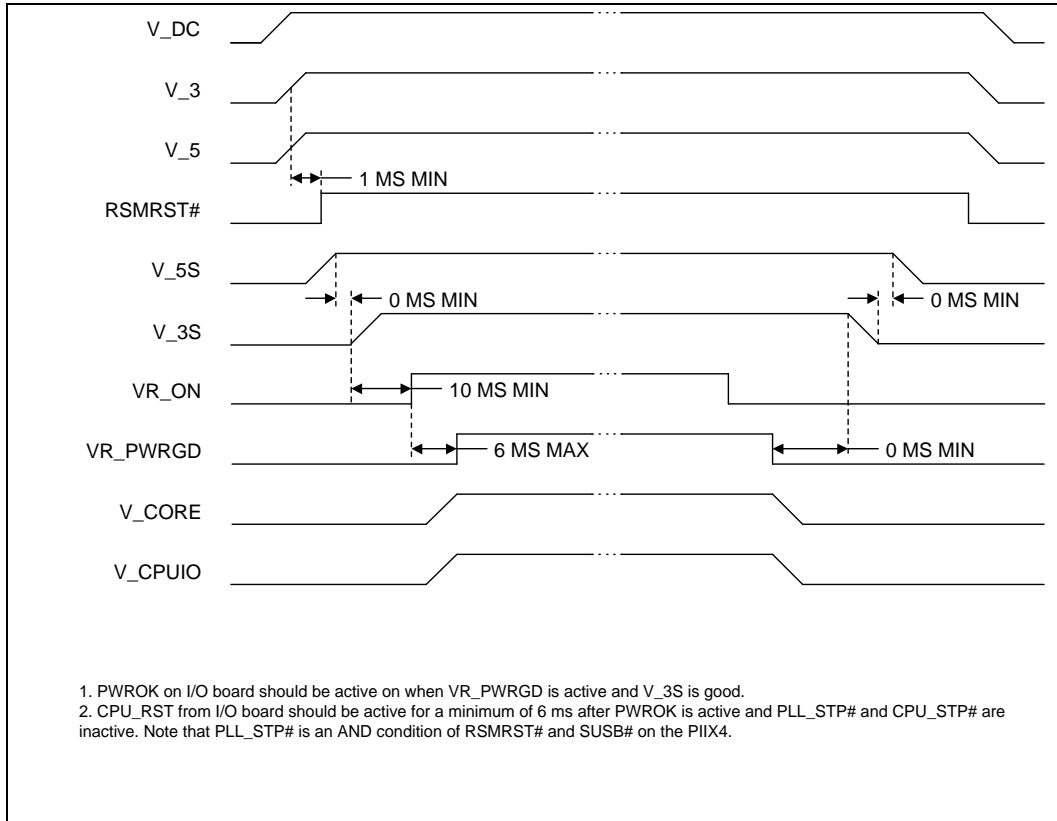 V_DC
V_3
V_5
1 MS MIN
RSMRST#
V_5S
0 MS MIN
0 MS MIN
V_3S
VR_ON
10 MS MIN
VR_PWRGD
6 MS MAX
0 MS MIN
V_CORE
V_CPUIO
1. PWROK on I/O board should be active on when VR_PWRGD is active and V_3S is good.
2. CPU_RST from I/O board should be active for a minimum of 6 ms after PWROK is active and PLL_STP# and CPU_STP# are
inactive. Note that PLL_STP# is an AND condition of RSMRST# and SUSB# on the PIIX4.